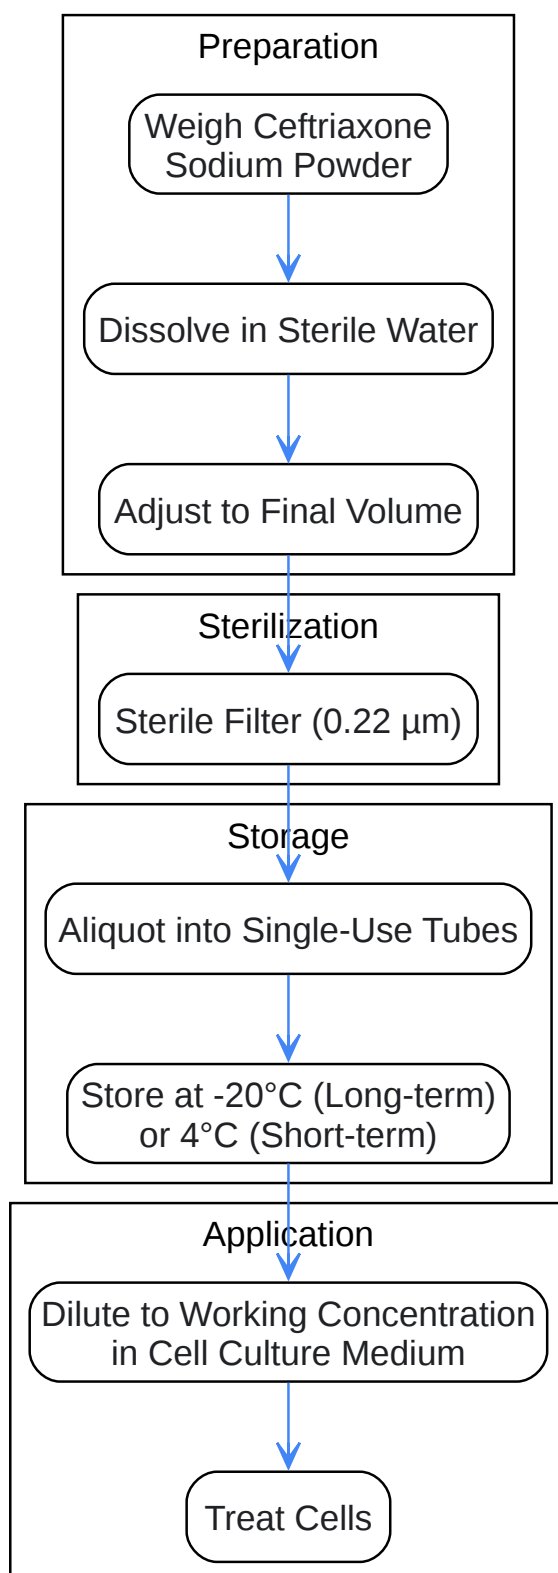 Preparation
Weigh Ceftriaxone
Sodium Powder
Dissolve in Sterile Water
Adjust to Final Volume
Sterilization
Sterile Filter (0.22 µm)
Storage
Aliquot into Single-Use Tubes
Store at -20°C (Long-term)
or 4°C (Short-term)
Application
Dilute to Working Concentration
in Cell Culture Medium
Treat Cells